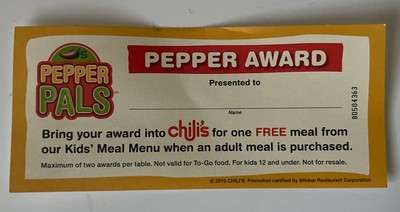 PEPPER AWARD
PEPPER
PALS
Presented to
Name
80504363
Bring your award into chili's for one FREE meal from
our Kids' Meal Menu when an adult meal is purchased.
Maximum of two awards per table. Not valid for To-Go food. For kids 12 and under. Not for resale.
© 2010 CHILI'S Promotion certified by Brinker Restaurant Corporation